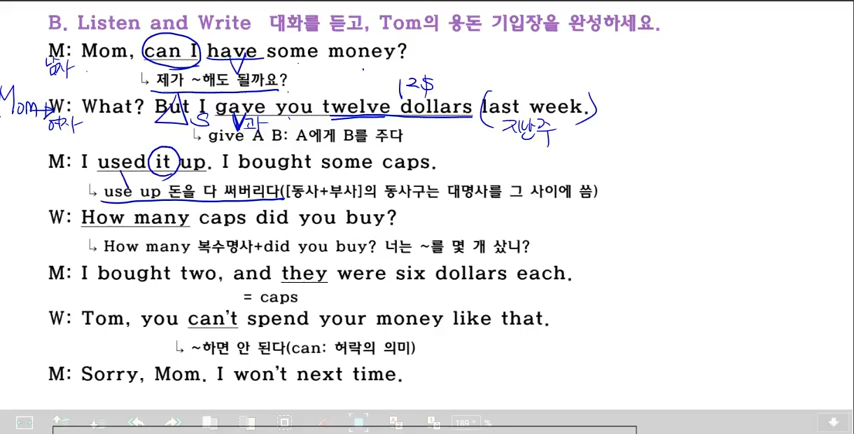 B. Listen and Write 대화를 듣고, Tom의 용돈 기입장을 완성하세요.
M: Mom, can I have some money?
남자
↳ 제가 ~해도 될까요?
12$
Mom → W: What? But I gave you twelve dollars (last week.)
여자 S V과 지난주
↳ give A B: A에게 B를 주다
M: I used it up. I bought some caps.
↳ use up 돈을 다 써버리다([동사+부사]의 동사구는 대명사를 그 사이에 씀)
W: How many caps did you buy?
↳ How many 복수명사+did you buy? 너는 ~를 몇 개 샀니?
M: I bought two, and they were six dollars each.
= caps
W: Tom, you can't spend your money like that.
↳ ~하면 안 된다(can: 허락의 의미)
M: Sorry, Mom. I won't next time.
169 %